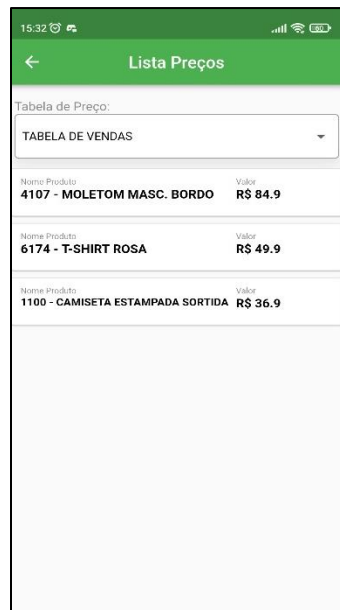 15:32
Lista Preços
Tabela de Preço:
TABELA DE VENDAS
Nome Produto Valor
4107 - MOLETOM MASC. BORDO R$ 84.9
Nome Produto Valor
6174 - T-SHIRT ROSA R$ 49.9
Nome Produto Valor
1100 - CAMISETA ESTAMPADA SORTIDA R$ 36.9